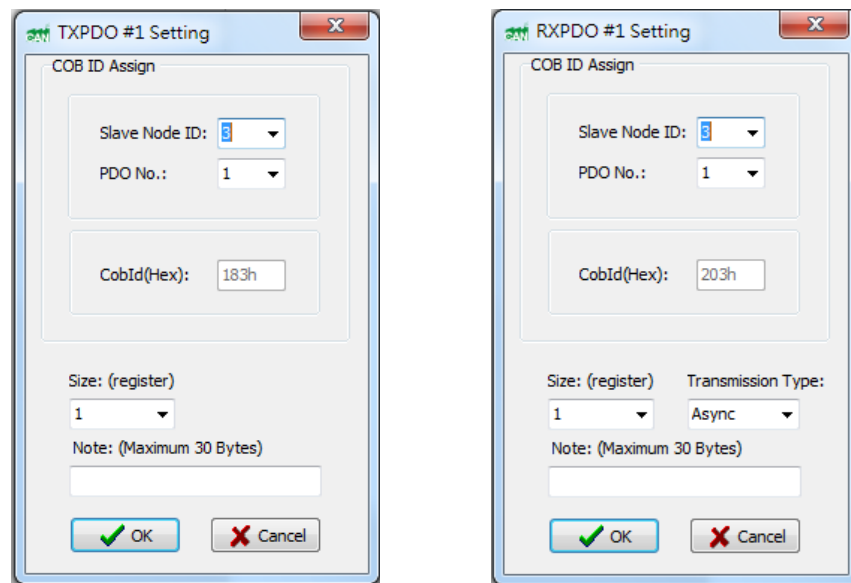 TXPDO #1 Setting
COB ID Assign
Slave Node ID: 3
PDO No.: 1
CobId(Hex): 183h
Size: (register)
1
Note: (Maximum 30 Bytes)
OK Cancel
RXPDO #1 Setting
COB ID Assign
Slave Node ID: 3
PDO No.: 1
CobId(Hex): 203h
Size: (register) Transmission Type:
1 Async
Note: (Maximum 30 Bytes)
OK Cancel